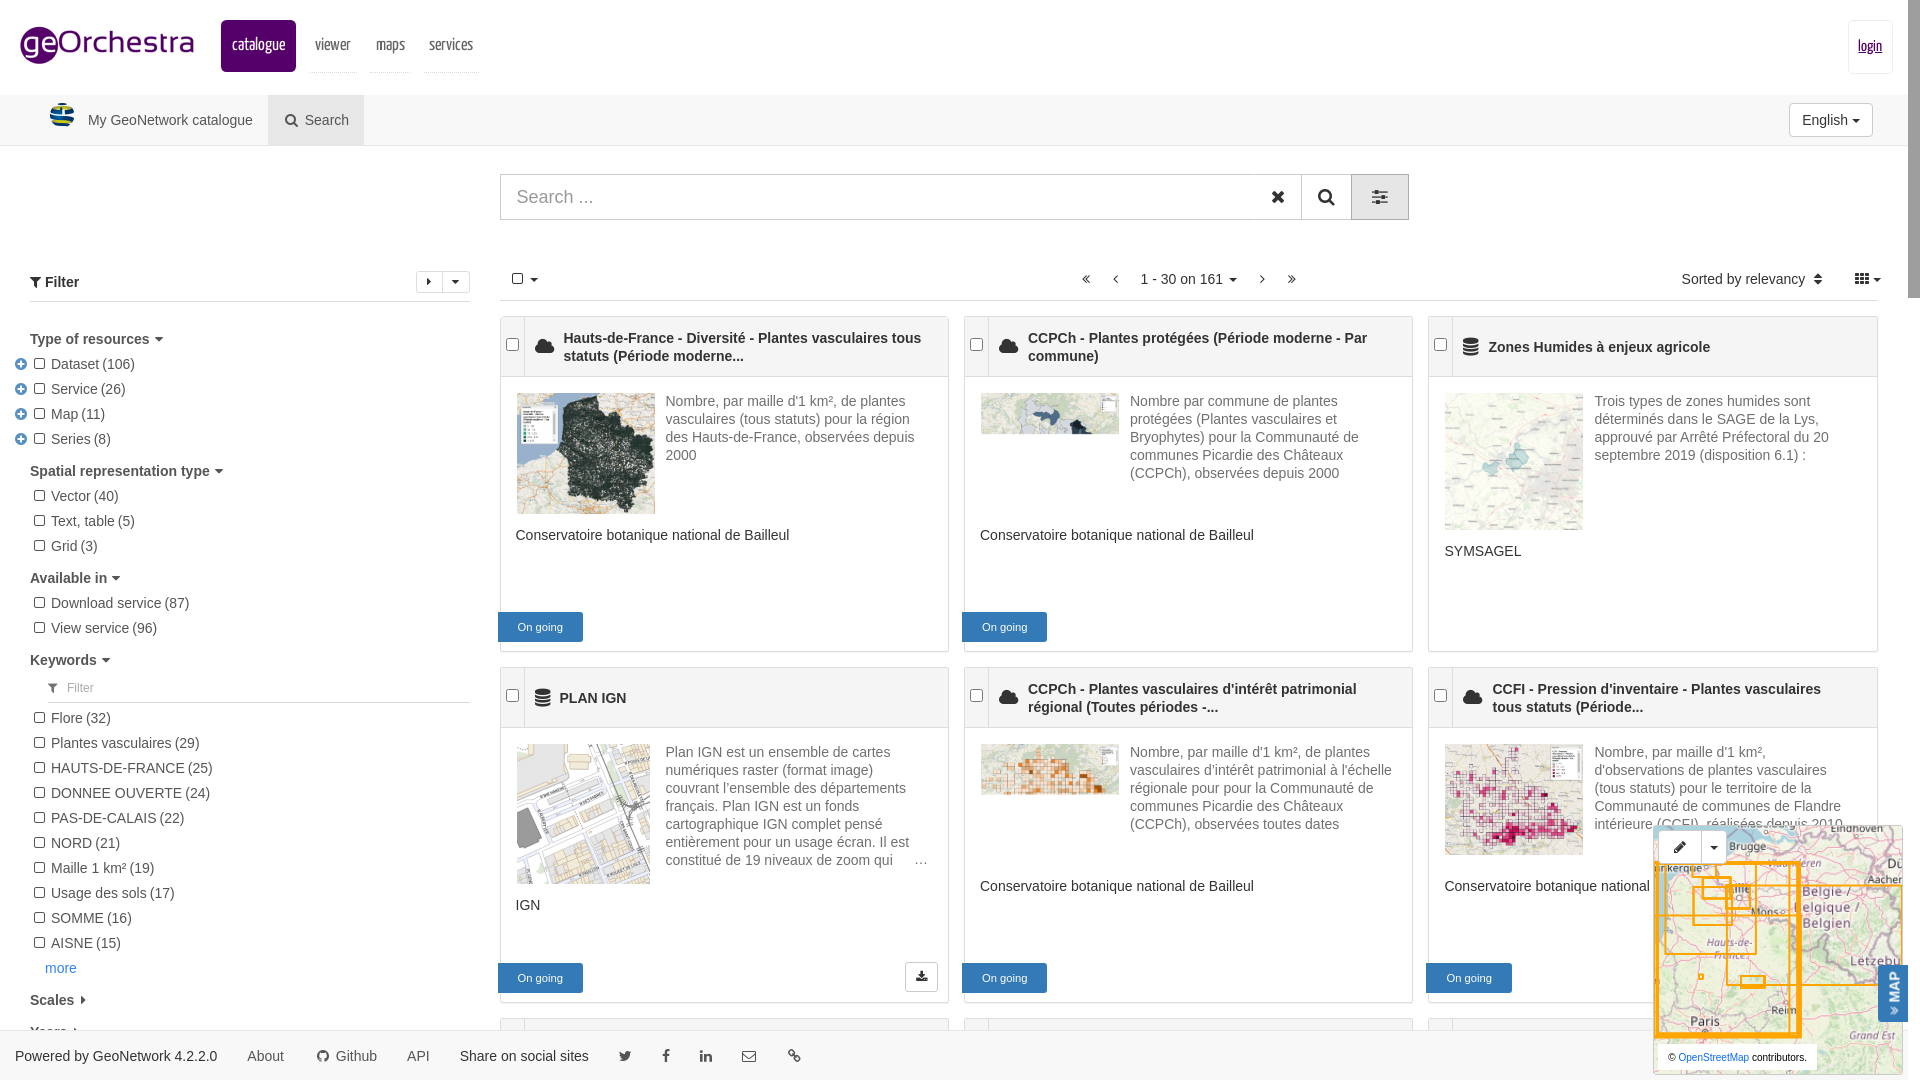 geOrchestra
catalogue
viewer
maps
services
login
My GeoNetwork catalogue
Search
English
Search ...
Filter
Type of resources
Dataset (106)
Service (26)
Map (11)
Series (8)
Spatial representation type
Vector (40)
Text, table (5)
Grid (3)
Available in
Download service (87)
View service (96)
Keywords
Filter
Flore (32)
Plantes vasculaires (29)
HAUTS-DE-FRANCE (25)
DONNEE OUVERTE (24)
PAS-DE-CALAIS (22)
NORD (21)
Maille 1 km² (19)
Usage des sols (17)
SOMME (16)
AISNE (15)
more
Scales
1 - 30 on 161
Sorted by relevancy
Hauts-de-France - Diversité - Plantes vasculaires tous
statuts (Période moderne...
Nombre, par maille d'1 km², de plantes
vasculaires (tous statuts) pour la région
des Hauts-de-France, observées depuis
2000
Conservatoire botanique national de Bailleul
On going
CCPCh - Plantes protégées (Période moderne - Par
commune)
Nombre par commune de plantes
protégées (Plantes vasculaires et
Bryophytes) pour la Communauté de
communes Picardie des Châteaux
(CCPCh), observées depuis 2000
Conservatoire botanique national de Bailleul
On going
Zones Humides à enjeux agricole
Trois types de zones humides sont
déterminés dans le SAGE de la Lys,
approuvé par Arrêté Préfectoral du 20
septembre 2019 (disposition 6.1) :
SYMSAGEL
PLAN IGN
Plan IGN est un ensemble de cartes
numériques raster (format image)
couvrant l'ensemble des départements
français. Plan IGN est un fonds
cartographique IGN complet pensé
entièrement pour un usage écran. Il est
constitué de 19 niveaux de zoom qui …
IGN
On going
CCPCh - Plantes vasculaires d'intérêt patrimonial
régional (Toutes périodes -...
Nombre, par maille d'1 km², de plantes
vasculaires d'intérêt patrimonial à l'échelle
régionale pour pour la Communauté de
communes Picardie des Châteaux
(CCPCh), observées toutes dates
Conservatoire botanique national de Bailleul
On going
CCFI - Pression d'inventaire - Plantes vasculaires
tous statuts (Période...
Nombre, par maille d'1 km²,
d'observations de plantes vasculaires
(tous statuts) pour le territoire de la
Communauté de communes de Flandre
intérieure (CCFI), réalisées depuis 2010
Conservatoire botanique national
On going
Eindhoven
Brugge
Vlaanderen
Aachen
België /
Belgique /
Belgien
Mons
Hauts-de-
France
Reim
Paris
Grand Est
MAP
© OpenStreetMap contributors.
Powered by GeoNetwork 4.2.2.0
About
Github
API
Share on social sites